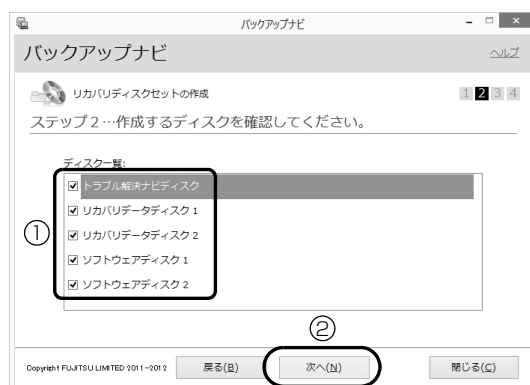 バックアップナビ
バックアップナビ
ヘルプ
リカバリディスクセットの作成
1 2 3 4
ステップ2…作成するディスクを確認してください。
ディスク一覧:
①
トラブル解決ナビディスク
リカバリデータディスク1
リカバリデータディスク2
ソフトウェアディスク1
ソフトウェアディスク2
②
Copyright FUJITSU LIMITED 2011-2012
戻る(B)
次へ(N)
閉じる(C)